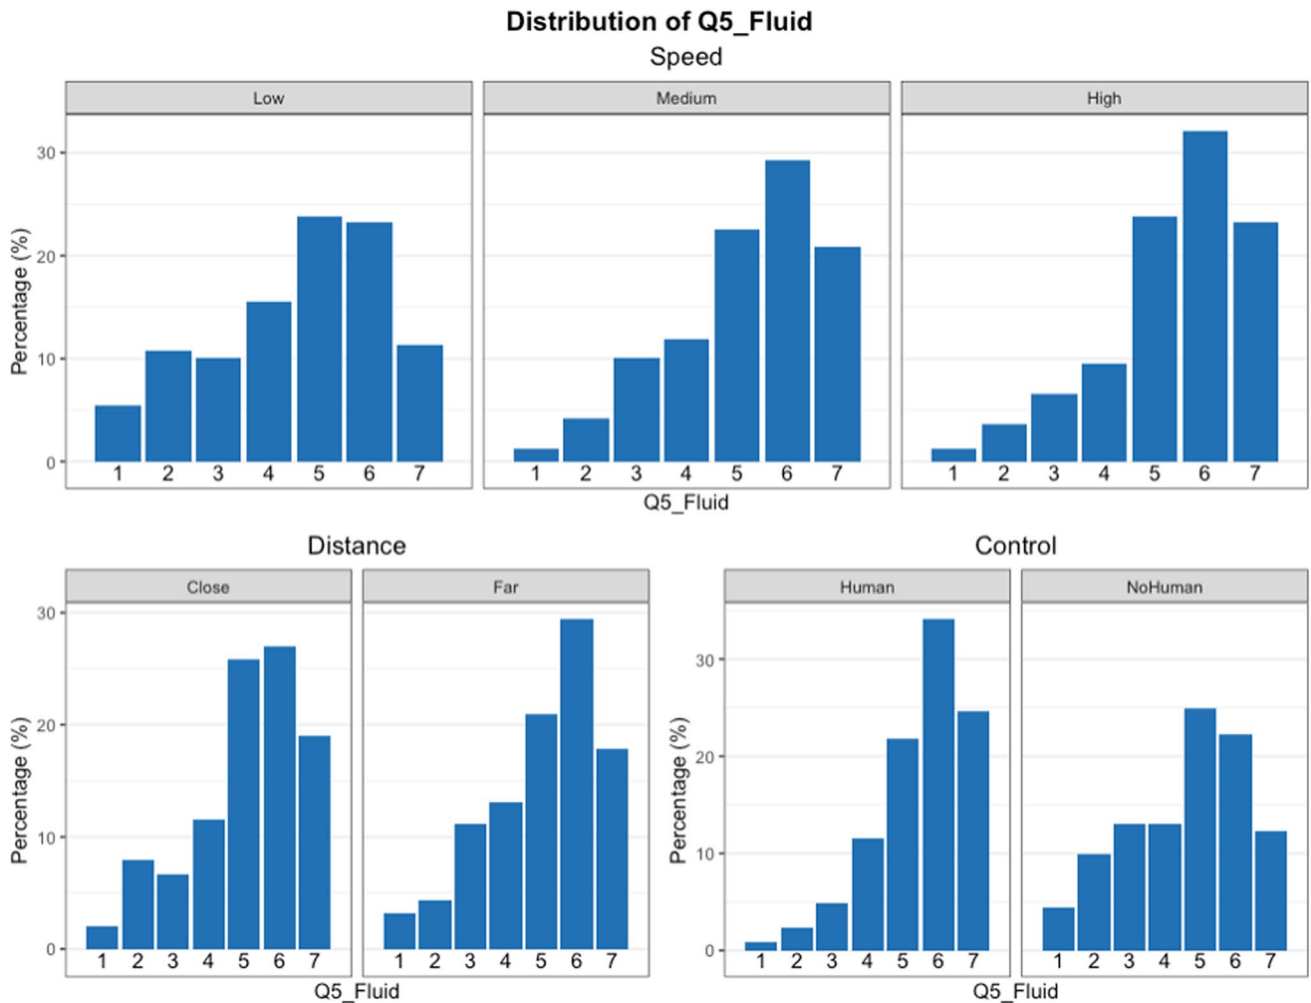 Distribution of Q5_Fluid
Speed
Low Medium High
30
20
10
0
Percentage (%)
1 2 3 4 5 6 7 1 2 3 4 5 6 7 1 2 3 4 5 6 7
Q5_Fluid
Distance
Close Far
30
20
10
0
Percentage (%)
1 2 3 4 5 6 7 1 2 3 4 5 6 7
Q5_Fluid
Control
Human NoHuman
30
20
10
0
Percentage (%)
1 2 3 4 5 6 7 1 2 3 4 5 6 7
Q5_Fluid